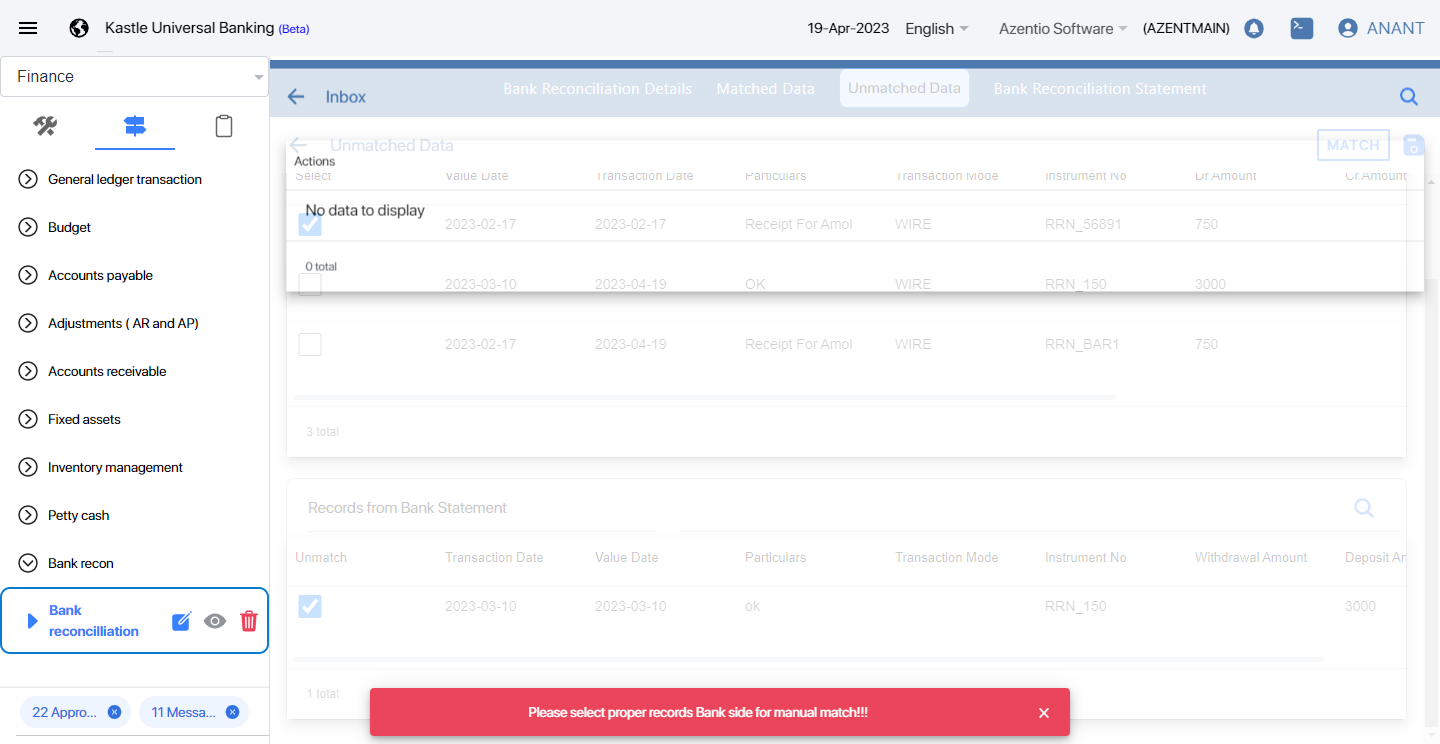 Kastle Universal Banking (Beta)
19-Apr-2023
English
Azentio Software
(AZENTMAIN)
ANANT
Finance
General ledger transaction
Budget
Accounts payable
Adjustments ( AR and AP)
Accounts receivable
Fixed assets
Inventory management
Petty cash
Bank recon
Bank
reconcilliation
22 Appro...
11 Messa...
Inbox
Bank Reconciliation Details
Matched Data
Unmatched Data
Bank Reconciliation Statement
Unmatched Data
MATCH
Actions
Select Value Date Transaction Date Particulars Transaction Mode Instrument No Dr.Amount Cr.Amount
No data to display
2023-02-17 2023-02-17 Receipt For Amol WIRE RRN_56891 750
0 total
2023-03-10 2023-04-19 OK WIRE RRN_150 3000
2023-02-17 2023-04-19 Receipt For Amol WIRE RRN_BAR1 750
3 total
Records from Bank Statement
Unmatch Transaction Date Value Date Particulars Transaction Mode Instrument No Withdrawal Amount Deposit Am
2023-03-10 2023-03-10 ok RRN_150 3000
1 total
Please select proper records Bank side for manual match!!!